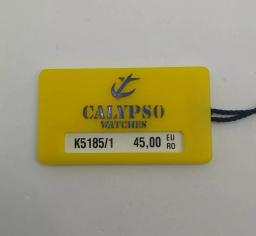 CALYPSO
WATCHES
K5185/1 45,00 EU
RO